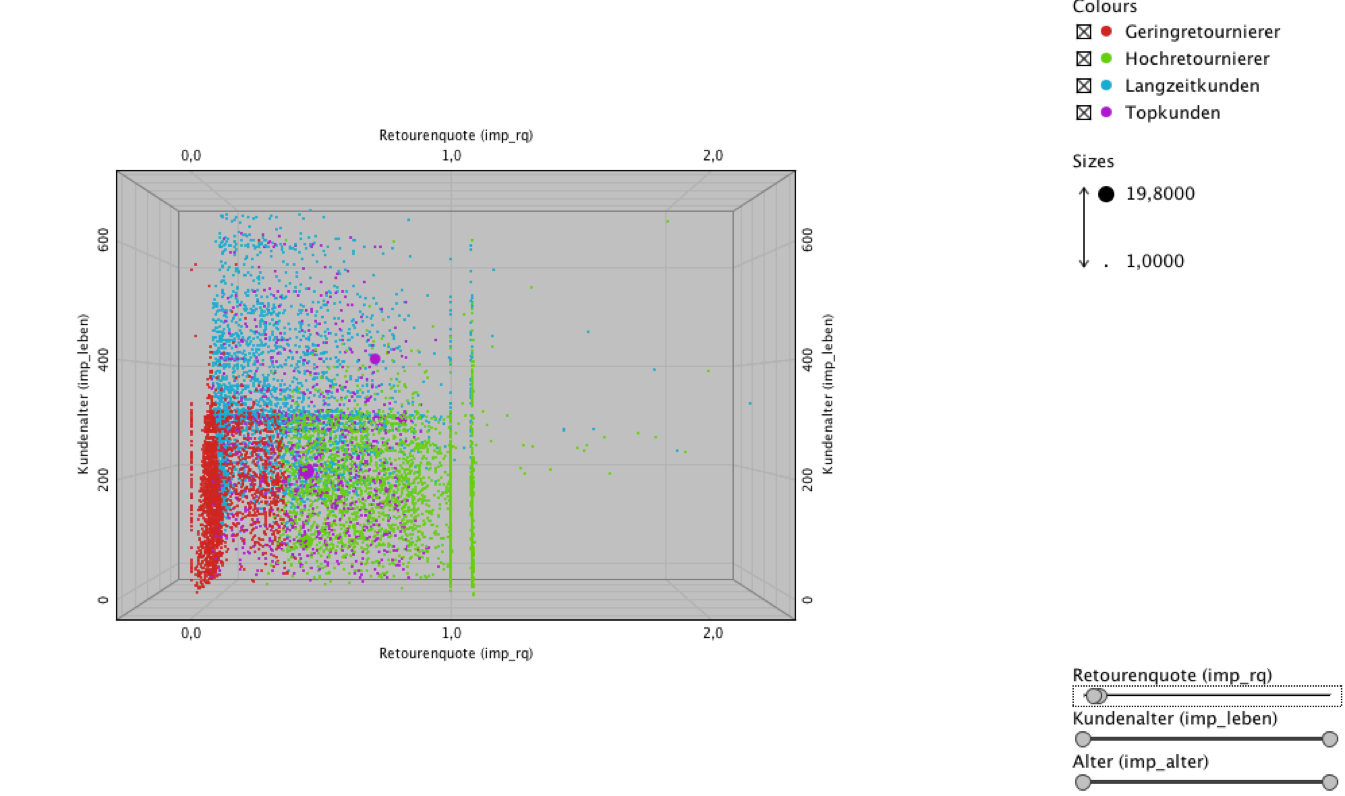 Colours
Geringretournierer
Hochretournierer
Langzeitkunden
Topkunden
Sizes
19,8000
1,0000
Retourenquote (imp_rq)
0,0 1,0 2,0
600 600
400 400
Kundenalter (imp_leben) Kundenalter (imp_leben)
200 200
0 0
0,0 1,0 2,0
Retourenquote (imp_rq)
Retourenquote (imp_rq)
Kundenalter (imp_leben)
Alter (imp_alter)